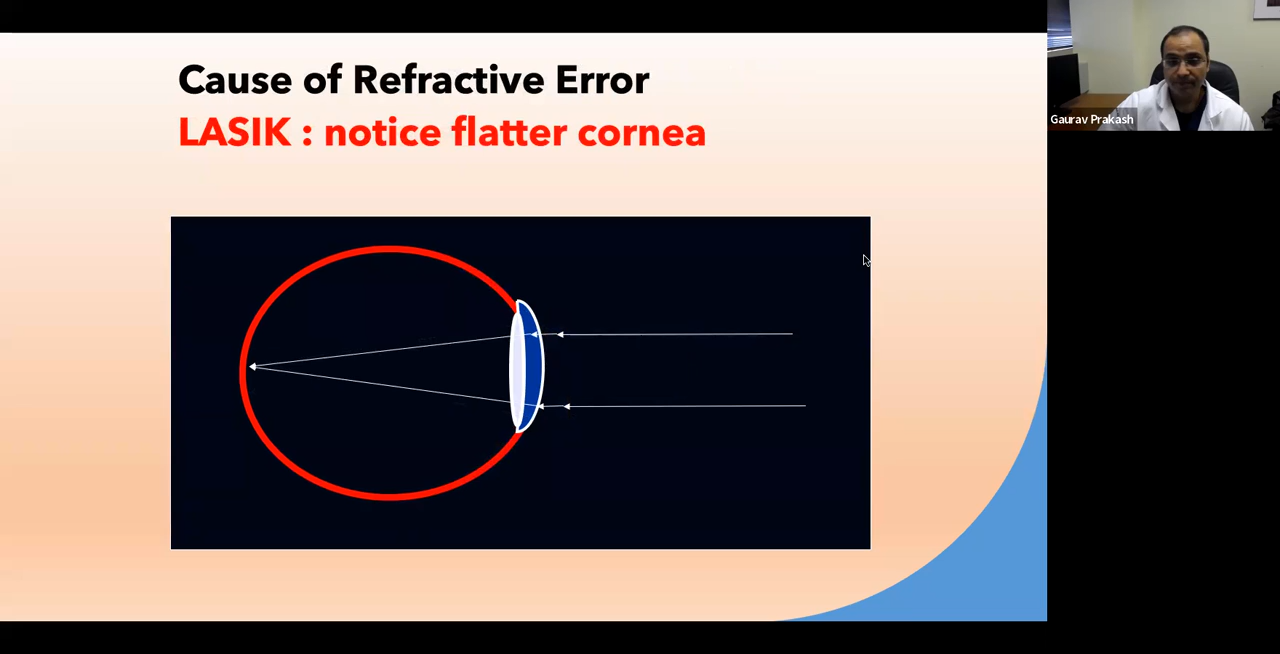 Cause of Refractive Error
LASIK : notice flatter cornea
Gaurav Prakash